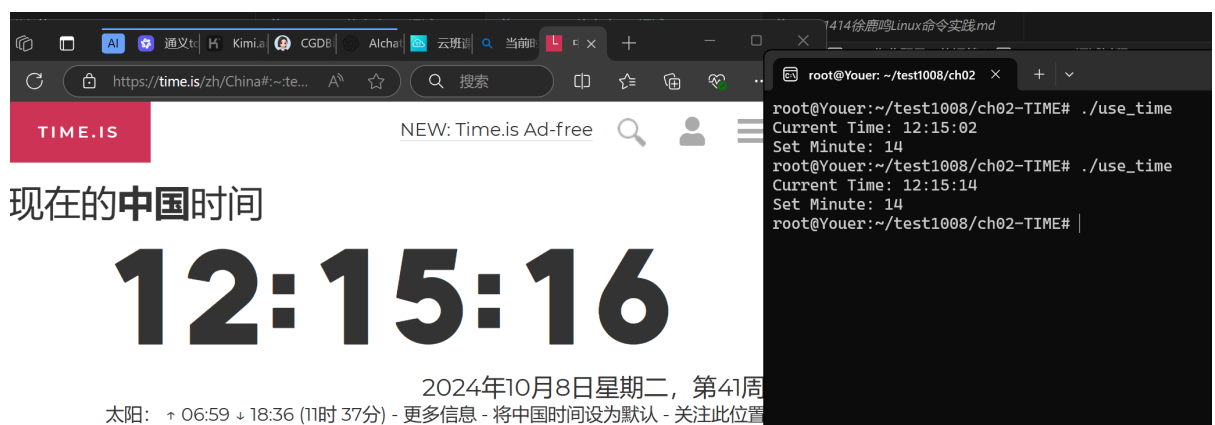 1414徐鹿鸣Linux命令实践.md
AI 通义tc Kimi.a CGDB AIchat 云班课 当前时
https://time.is/zh/China#:~:te... 搜索
TIME.IS
NEW: Time.is Ad-free
现在的中国时间
12:15:16
2024年10月8日星期二，第41周
太阳： ↑ 06:59 ↓ 18:36 (11时 37分) - 更多信息 - 将中国时间设为默认 - 关注此位置
root@Youer: ~/test1008/ch02
root@Youer:~/test1008/ch02-TIME# ./use_time
Current Time: 12:15:02
Set Minute: 14
root@Youer:~/test1008/ch02-TIME# ./use_time
Current Time: 12:15:14
Set Minute: 14
root@Youer:~/test1008/ch02-TIME#